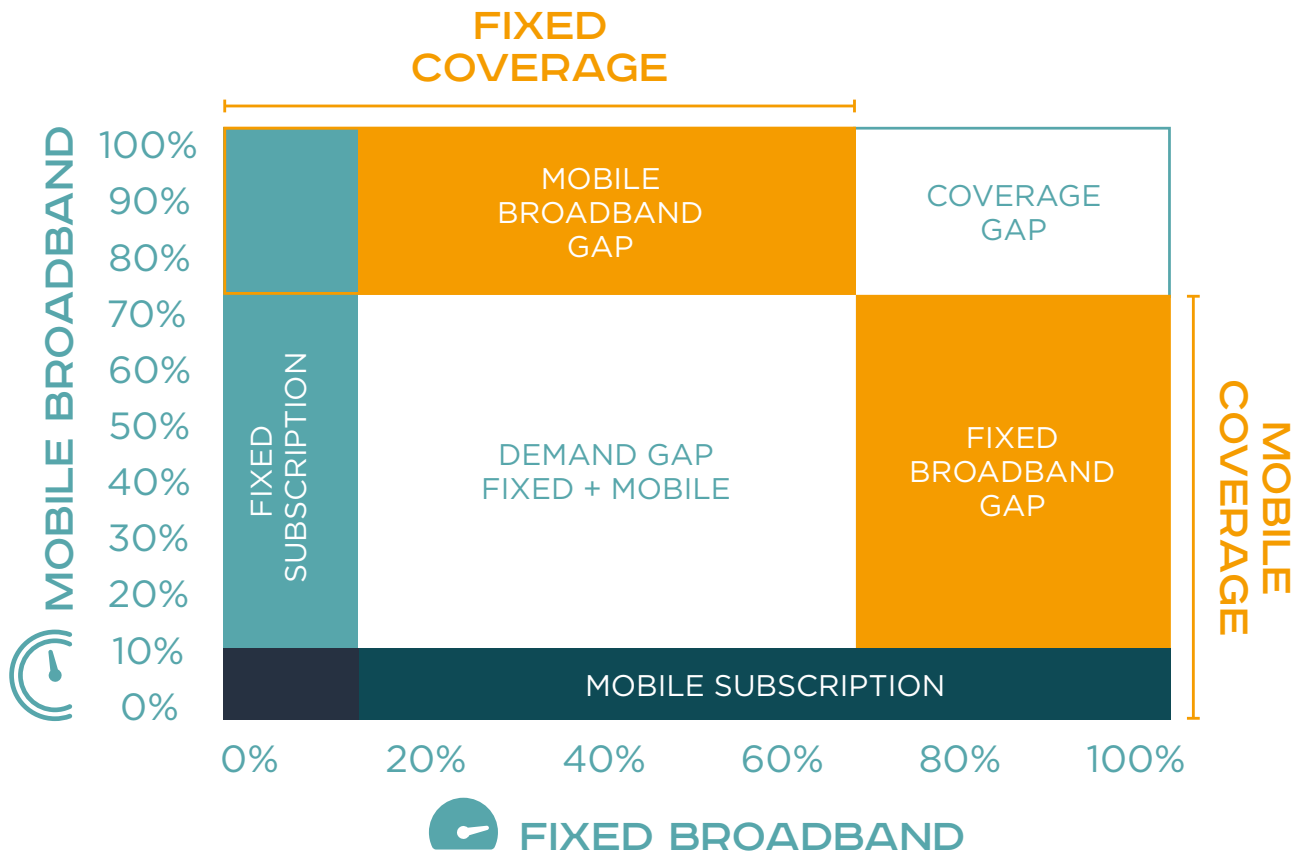 FIXED
COVERAGE
MOBILE BROADBAND
100%
90%
80%
70%
60%
50%
40%
30%
20%
10%
0%
MOBILE
BROADBAND
GAP
COVERAGE
GAP
FIXED
SUBSCRIPTION
DEMAND GAP
FIXED + MOBILE
FIXED
BROADBAND
GAP
MOBILE
COVERAGE
MOBILE SUBSCRIPTION
0%
20%
40%
60%
80%
100%
FIXED BROADBAND